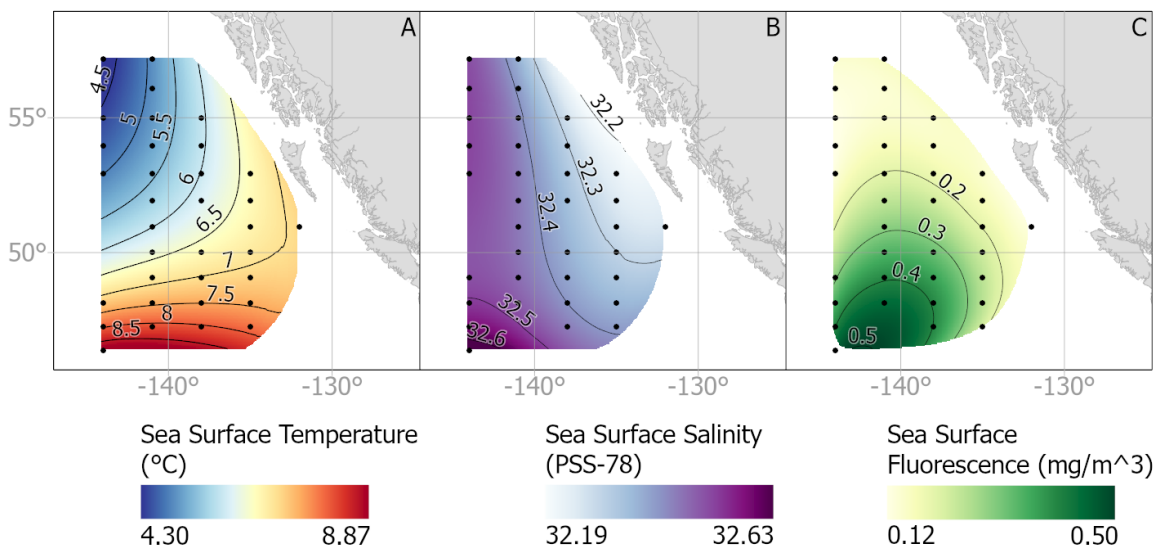 A
B
C
4.5
5
5.5
6
6.5
7
7.5
8
8.5
32.2
32.3
32.4
32.5
32.6
0.2
0.3
0.4
0.5
55°
50°
-140° -130° -140° -130° -140° -130°
Sea Surface Temperature
(°C)
4.30 8.87
Sea Surface Salinity
(PSS-78)
32.19 32.63
Sea Surface
Fluorescence (mg/m^3)
0.12 0.50